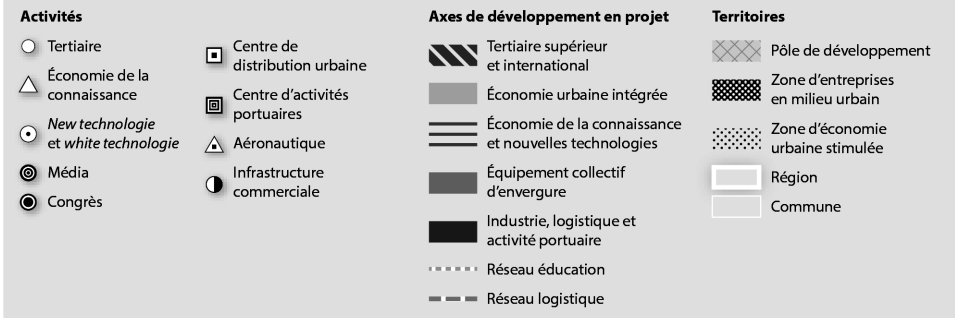 Activités
Tertiaire
Économie de la
connaissance
New technologie
et white technologie
Média
Congrès
Centre de
distribution urbaine
Centre d'activités
portuaires
Aéronautique
Infrastructure
commerciale
Axes de développement en projet
Tertiaire supérieur
et international
Économie urbaine intégrée
Économie de la connaissance
et nouvelles technologies
Équipement collectif
d'envergure
Industrie, logistique et
activité portuaire
Réseau éducation
Réseau logistique
Territoires
Pôle de développement
Zone d'entreprises
en milieu urbain
Zone d'économie
urbaine stimulée
Région
Commune